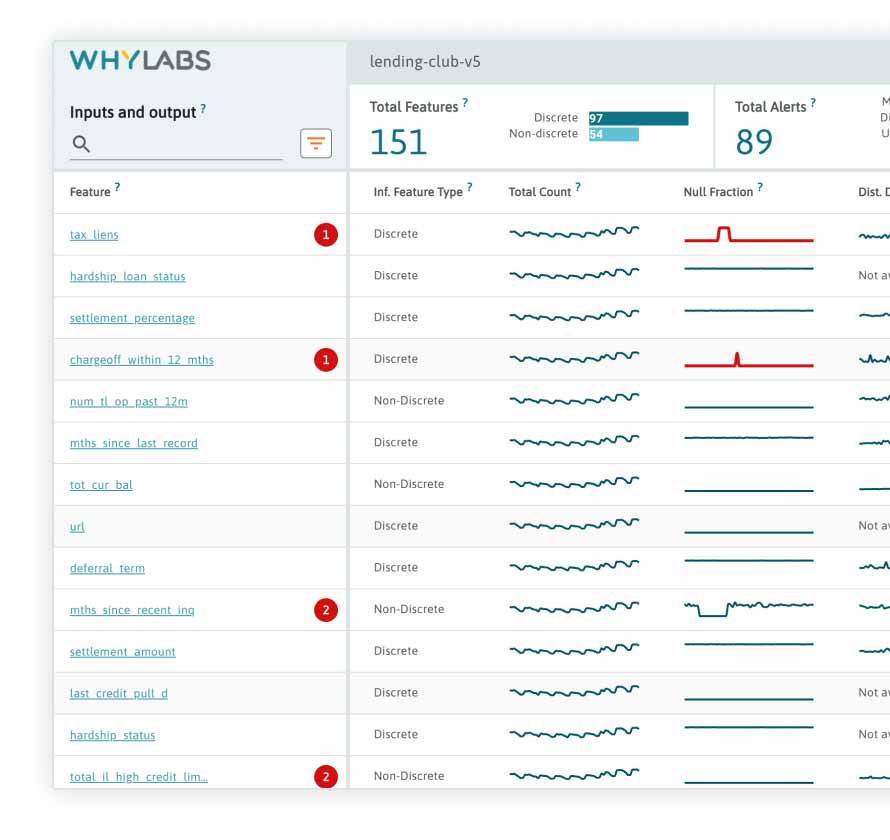 WHYLABS
lending-club-v5
Inputs and output ?
Total Features ?
151
Discrete 97
Non-discrete 54
Total Alerts ?
89
Feature ?
Inf. Feature Type ? Total Count ? Null Fraction ? Dist. D
tax_liens 1 Discrete
hardship_loan_status Discrete Not av
settlement_percentage Discrete
chargeoff_within_12_mths 1 Discrete
num_tl_op_past_12m Non-Discrete
mths_since_last_record Discrete
tot_cur_bal Non-Discrete
url Discrete Not av
deferral_term Discrete
mths_since_recent_inq 2 Non-Discrete
settlement_amount Discrete
last_credit_pull_d Discrete Not av
hardship_status Discrete Not av
total_il_high_credit_lim... 2 Non-Discrete